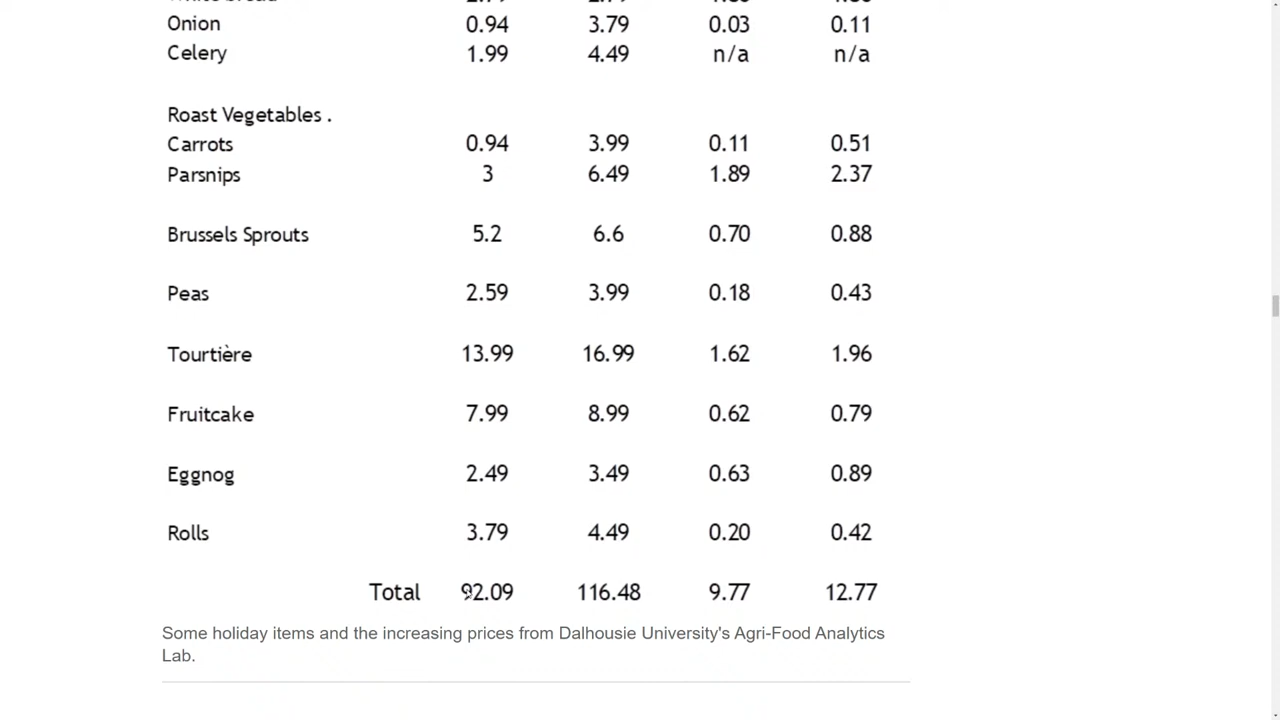 Onion 0.94 3.79 0.03 0.11
Celery 1.99 4.49 n/a n/a
Roast Vegetables .
Carrots 0.94 3.99 0.11 0.51
Parsnips 3 6.49 1.89 2.37
Brussels Sprouts 5.2 6.6 0.70 0.88
Peas 2.59 3.99 0.18 0.43
Tourtière 13.99 16.99 1.62 1.96
Fruitcake 7.99 8.99 0.62 0.79
Eggnog 2.49 3.49 0.63 0.89
Rolls 3.79 4.49 0.20 0.42
Total 92.09 116.48 9.77 12.77
Some holiday items and the increasing prices from Dalhousie University's Agri-Food Analytics
Lab.